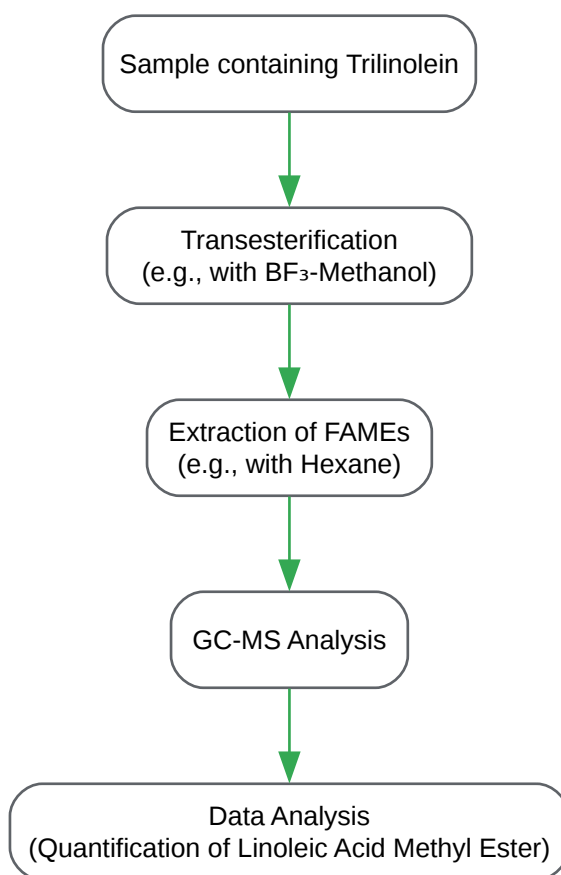 Sample containing Trilinolein
Transesterification
(e.g., with BF₃-Methanol)
Extraction of FAMEs
(e.g., with Hexane)
GC-MS Analysis
Data Analysis
(Quantification of Linoleic Acid Methyl Ester)